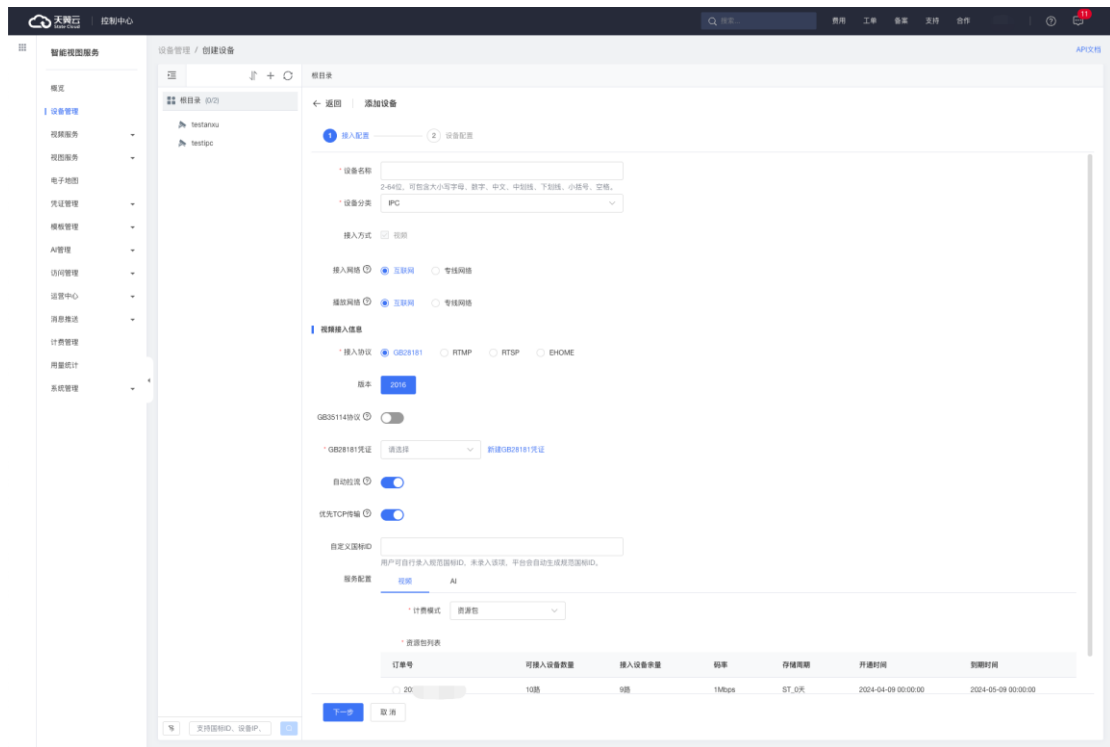 天翼云 控制中心 搜索... 费用 工单 备案 支持 合作 11
State Cloud
智能视图服务
概览
设备管理
视频服务
视图服务
电子地图
凭证管理
模板管理
AI管理
访问管理
运营中心
消息推送
计费管理
用量统计
系统管理
设备管理 / 创建设备 API文档
根目录 (0/2)
testanxu
testipc
支持国标ID、设备IP、
根目录
← 返回 添加设备
1 接入配置 2 设备配置
* 设备名称
2-64位，可包含大小写字母、数字、中文、中划线、下划线、小括号、空格。
* 设备分类 IPC
接入方式 视频
接入网络 互联网 专线网络
播放网络 互联网 专线网络
视频接入信息
* 接入协议 GB28181 RTMP RTSP EHOME
版本 2016
GB35114协议
* GB28181凭证 请选择 新建GB28181凭证
自动拉流
优先TCP传输
自定义国标ID
用户可自行录入规范国标ID，未录入该项，平台会自动生成规范国标ID。
服务配置 视频 AI
* 计费模式 资源包
* 资源包列表
订单号 可接入设备数量 接入设备余量 码率 存储周期 开通时间 到期时间
20 10路 9路 1Mbps ST_0天 2024-04-09 00:00:00 2024-05-09 00:00:00
下一步 取消